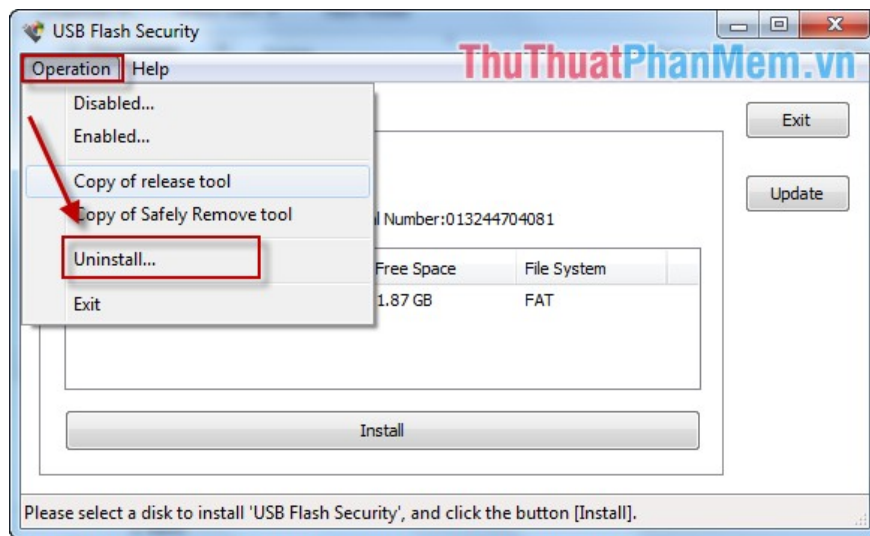 USB Flash Security
ThuThuatPhanMem.vn
Operation Help
Disabled...
Enabled...
Copy of release tool
Copy of Safely Remove tool
Uninstall...
Exit
Exit
Update
Number:013244704081
Free Space File System
1.87 GB FAT
Install
Please select a disk to install 'USB Flash Security', and click the button [Install].